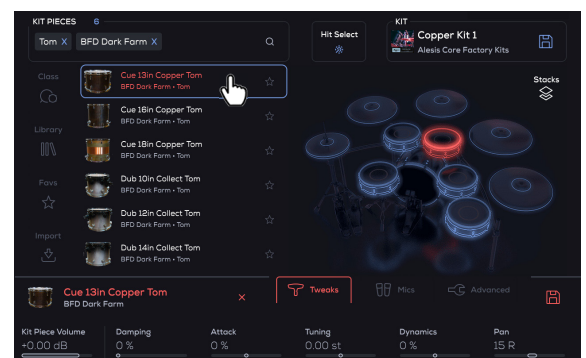 KIT PIECES 6
Tom X BFD Dark Farm X
Hit Select
KIT
Copper Kit 1
Alesis Core Factory Kits
Class
Library
Favs
Import
Cue 13in Copper Tom
BFD Dark Farm • Tom
Cue 16in Copper Tom
BFD Dark Farm • Tom
Cue 18in Copper Tom
BFD Dark Farm • Tom
Dub 10in Collect Tom
BFD Dark Farm • Tom
Dub 12in Collect Tom
BFD Dark Farm • Tom
Dub 14in Collect Tom
BFD Dark Farm • Tom
Stacks
Cue 13in Copper Tom
BFD Dark Farm
X
Tweaks
Mics
Advanced
Kit Piece Volume Damping Attack Tuning Dynamics Pan
+0.00 dB 0 % 0 % 0.00 st 0 % 15 R